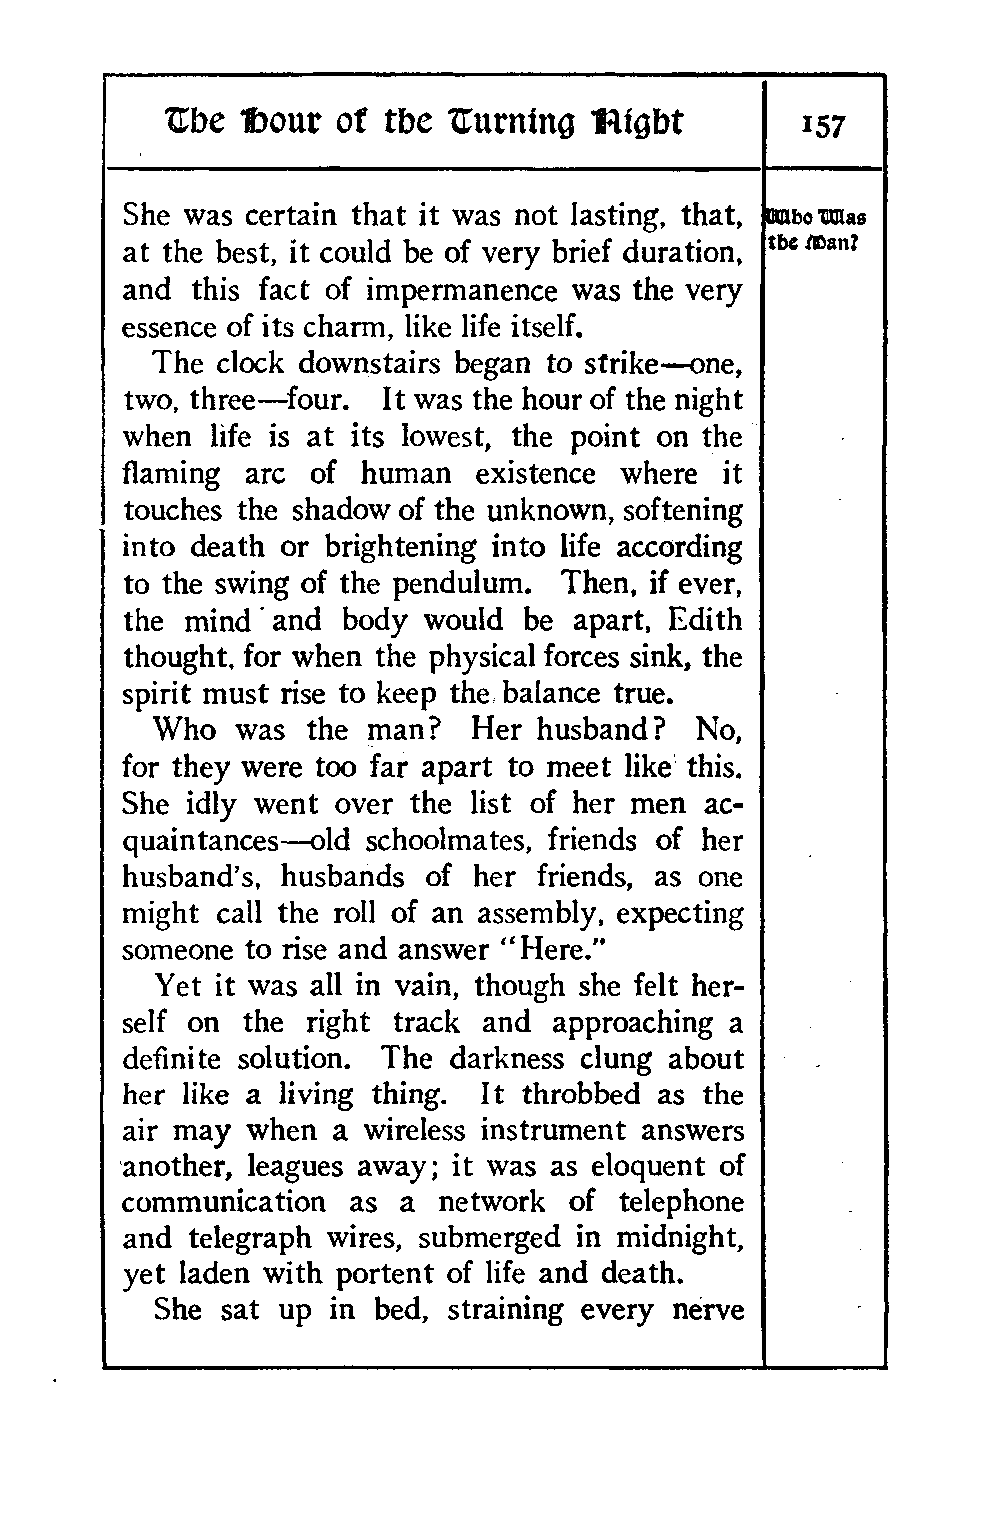 The Hour of the Turning Night
157
She was certain that it was not lasting, that,
at the best, it could be of very brief duration,
and this fact of impermanence was the very
essence of its charm, like life itself.
The clock downstairs began to strike—one,
two, three—four. It was the hour of the night
when life is at its lowest, the point on the
flaming arc of human existence where it
touches the shadow of the unknown, softening
into death or brightening into life according
to the swing of the pendulum. Then, if ever,
the mind and body would be apart, Edith
thought, for when the physical forces sink, the
spirit must rise to keep the balance true.
Who was the man? Her husband? No,
for they were too far apart to meet like this.
She idly went over the list of her men ac-
quaintances—old schoolmates, friends of her
husband's, husbands of her friends, as one
might call the roll of an assembly, expecting
someone to rise and answer "Here."
Yet it was all in vain, though she felt her-
self on the right track and approaching a
definite solution. The darkness clung about
her like a living thing. It throbbed as the
air may when a wireless instrument answers
another, leagues away; it was as eloquent of
communication as a network of telephone
and telegraph wires, submerged in midnight,
yet laden with portent of life and death.
She sat up in bed, straining every nerve
Who Was
the Man?